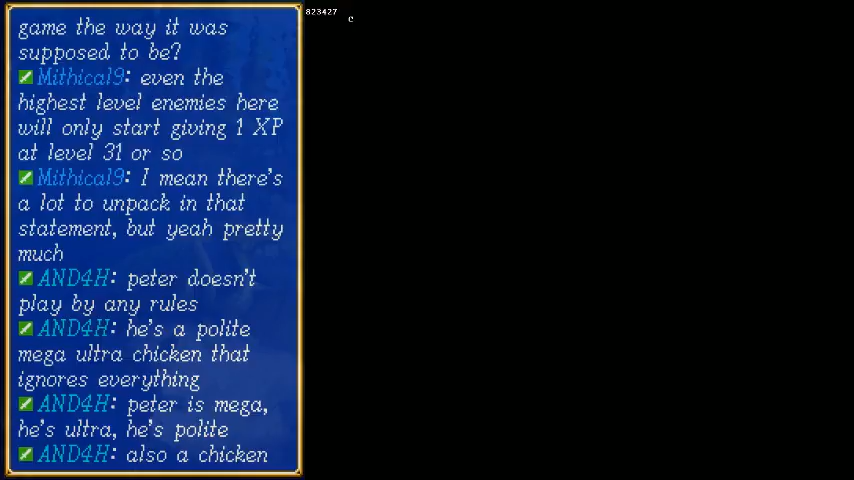 game the way it was
supposed to be?
Mithical9: even the
highest level enemies here
will only start giving 1 XP
at level 31 or so
Mithical9: I mean there's
a lot to unpack in that
statement, but yeah pretty
much
AND4H: peter doesn't
play by any rules
AND4H: he's a polite
mega ultra chicken that
ignores everything
AND4H: peter is mega,
he's ultra, he's polite
AND4H: also a chicken
823427
c